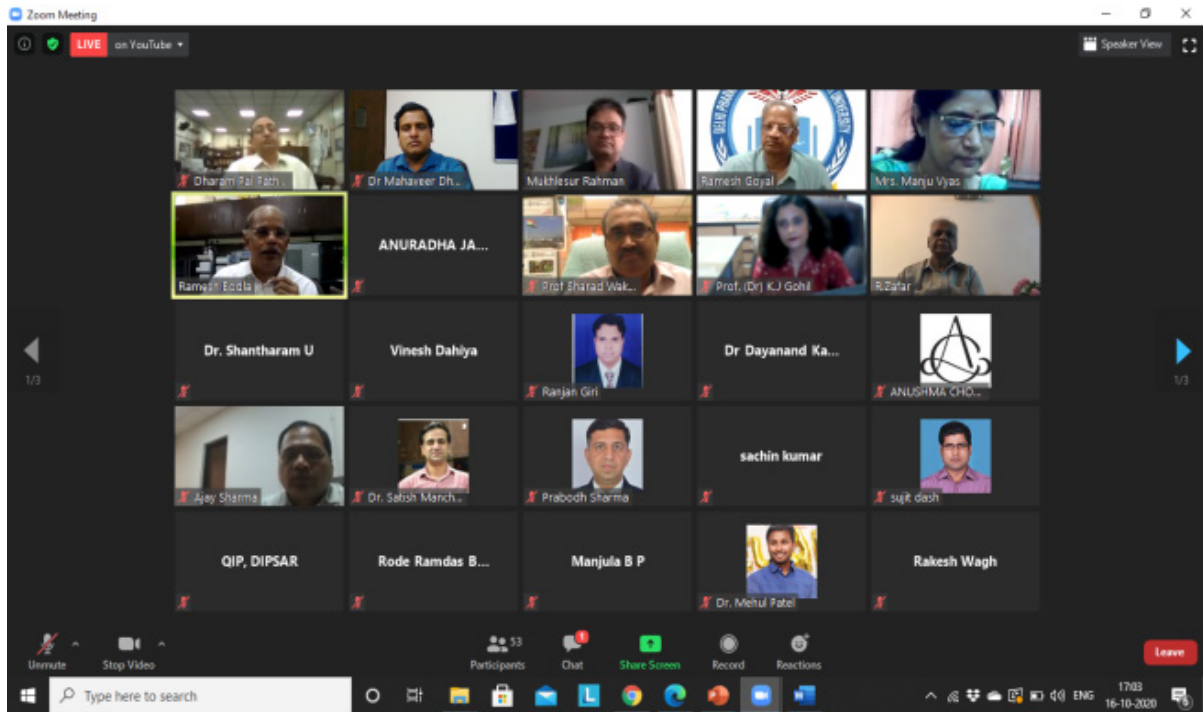 Zoom Meeting
LIVE on YouTube
Speaker View
DELHI PHAR UNIVERSITY
Dharam Pal Path...
Dr Mahaveer Dh...
Mukhlesur Rahman
Ramesh Goyal
Mrs. Manju Vyas
Ramesh
ANURADHA JA...
Prof Sharad Wak...
Prof. (Dr) K.J Gohil
R.Zafar
Dr. Shantharam U
Vinesh Dahiya
Ranjan Giri
Dr Dayanand Ka...
ANUSHMA CHO...
1/3
1/3
Ajay Sharma
Dr. Satish Manch...
Prabodh Sharma
sachin kumar
sujit dash
QIP, DIPSAR
Rode Ramdas B...
Manjula B P
Dr. Mehul Patel
Rakesh Wagh
Unmute
Stop Video
53
Participants
1
Chat
Share Screen
Record
Reactions
Leave
Type here to search
L
ENG
17:03
16-10-2020